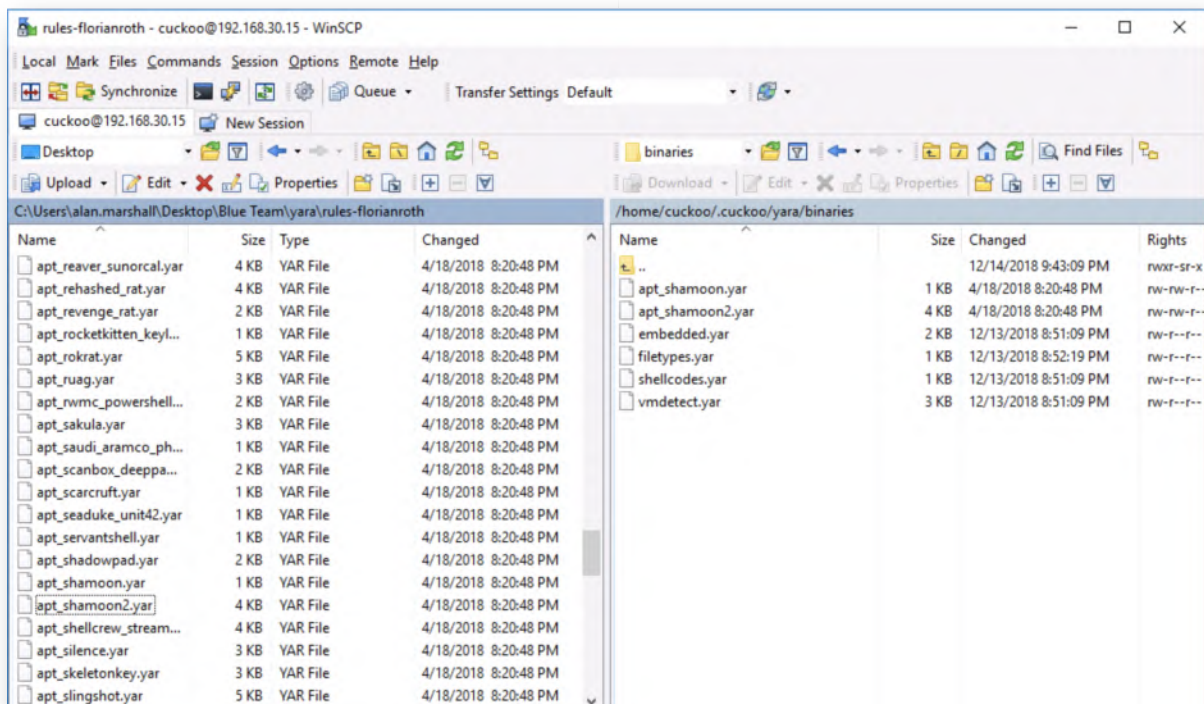 rules-florianroth - cuckoo@192.168.30.15 - WinSCP
Local Mark Files Commands Session Options Remote Help
Synchronize Queue Transfer Settings Default
cuckoo@192.168.30.15 New Session
Desktop binaries Find Files
Upload Edit Properties Download Edit Properties
C:\Users\alan.marshall\Desktop\Blue Team\yara\rules-florianroth /home/cuckoo/.cuckoo/yara/binaries
Name Size Type Changed Name Size Changed Rights
apt_reaver_sunorcal.yar 4 KB YAR File 4/18/2018 8:20:48 PM .. 12/14/2018 9:43:09 PM rwxr-sr-x
apt_rehashed_rat.yar 4 KB YAR File 4/18/2018 8:20:48 PM apt_shamoon.yar 1 KB 4/18/2018 8:20:48 PM rw-rw-r--
apt_revenge_rat.yar 2 KB YAR File 4/18/2018 8:20:48 PM apt_shamoon2.yar 4 KB 4/18/2018 8:20:48 PM rw-rw-r--
apt_rocketkitten_keyl... 1 KB YAR File 4/18/2018 8:20:48 PM embedded.yar 2 KB 12/13/2018 8:51:09 PM rw-r--r--
apt_rokrat.yar 5 KB YAR File 4/18/2018 8:20:48 PM filetypes.yar 1 KB 12/13/2018 8:52:19 PM rw-r--r--
apt_ruag.yar 3 KB YAR File 4/18/2018 8:20:48 PM shellcodes.yar 1 KB 12/13/2018 8:51:09 PM rw-r--r--
apt_rwmc_powershell... 2 KB YAR File 4/18/2018 8:20:48 PM vmdetect.yar 3 KB 12/13/2018 8:51:09 PM rw-r--r--
apt_sakula.yar 3 KB YAR File 4/18/2018 8:20:48 PM
apt_saudi_aramco_ph... 1 KB YAR File 4/18/2018 8:20:48 PM
apt_scanbox_deeppa... 2 KB YAR File 4/18/2018 8:20:48 PM
apt_scarcruft.yar 1 KB YAR File 4/18/2018 8:20:48 PM
apt_seaduke_unit42.yar 1 KB YAR File 4/18/2018 8:20:48 PM
apt_servantshell.yar 1 KB YAR File 4/18/2018 8:20:48 PM
apt_shadowpad.yar 2 KB YAR File 4/18/2018 8:20:48 PM
apt_shamoon.yar 1 KB YAR File 4/18/2018 8:20:48 PM
apt_shamoon2.yar 4 KB YAR File 4/18/2018 8:20:48 PM
apt_shellcrew_stream... 4 KB YAR File 4/18/2018 8:20:48 PM
apt_silence.yar 3 KB YAR File 4/18/2018 8:20:48 PM
apt_skeletonkey.yar 3 KB YAR File 4/18/2018 8:20:48 PM
apt_slingshot.yar 5 KB YAR File 4/18/2018 8:20:48 PM